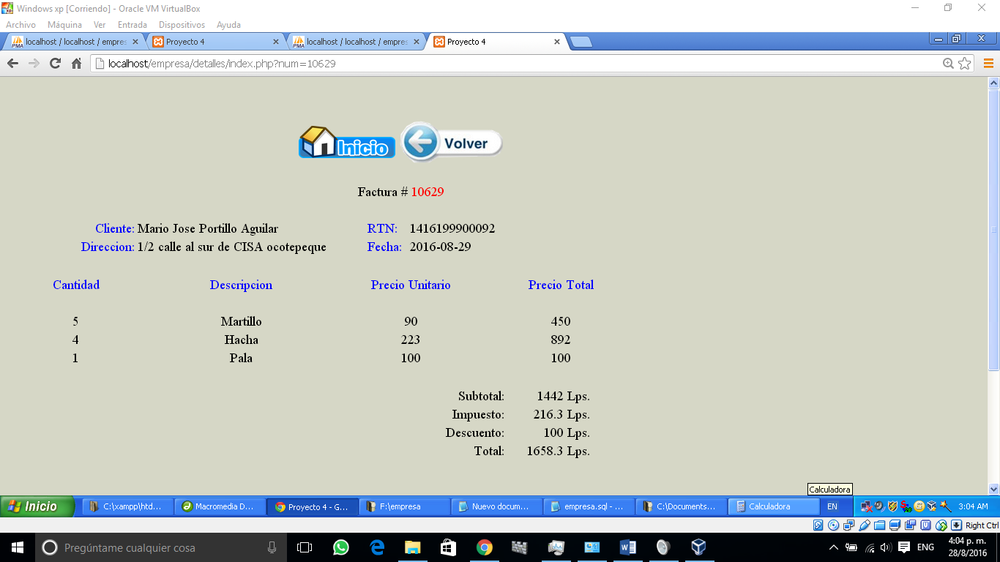 Windows xp [Corriendo] - Oracle VM VirtualBox
Archivo Máquina Ver Entrada Dispositivos Ayuda
localhost / localhost / empres Proyecto 4 localhost / localhost / empres Proyecto 4
localhost/empresa/detalles/index.php?num=10629
Inicio Volver
Factura # 10629
Cliente: Mario Jose Portillo Aguilar RTN: 1416199900092
Direccion: 1/2 calle al sur de CISA ocotepeque Fecha: 2016-08-29
Cantidad Descripcion Precio Unitario Precio Total
5 Martillo 90 450
4 Hacha 223 892
1 Pala 100 100
Subtotal: 1442 Lps.
Impuesto: 216.3 Lps.
Descuento: 100 Lps.
Total: 1658.3 Lps.
Calculadora
Inicio C:\xampp\htd... Macromedia D... Proyecto 4 - G... F:\empresa Nuevo docum... empresa.sql - ... C:\Documents... Calculadora EN 3:04 AM
Right Ctrl
Pregúntame cualquier cosa ENG 4:04 p. m.
28/8/2016